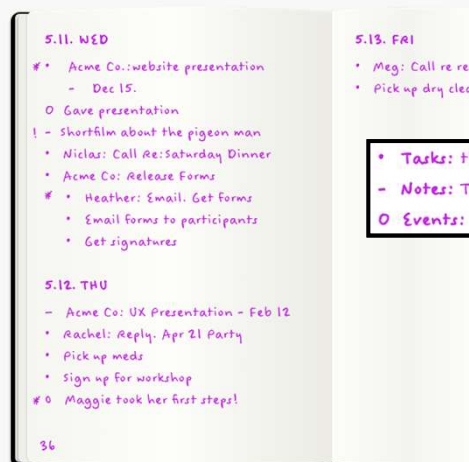 5.11. WED
* • Acme Co.: website presentation
- Dec 15.
O Gave presentation
! - Shortfilm about the pigeon man
• Niclas: Call Re: Saturday Dinner
• Acme Co: Release Forms
* • Heather: Email. Get Forms
• Email Forms to participants
• Get signatures
5.12. THU
- Acme Co: UX Presentation - Feb 12
• Rachel: Reply. Apr 21 Party
• Pick up meds
• Sign up for workshop
* O Maggie took her first steps!
36
5.13. FRI
• Meg: Call re
• Pick up dry
• Tasks:
- Notes:
O Events: